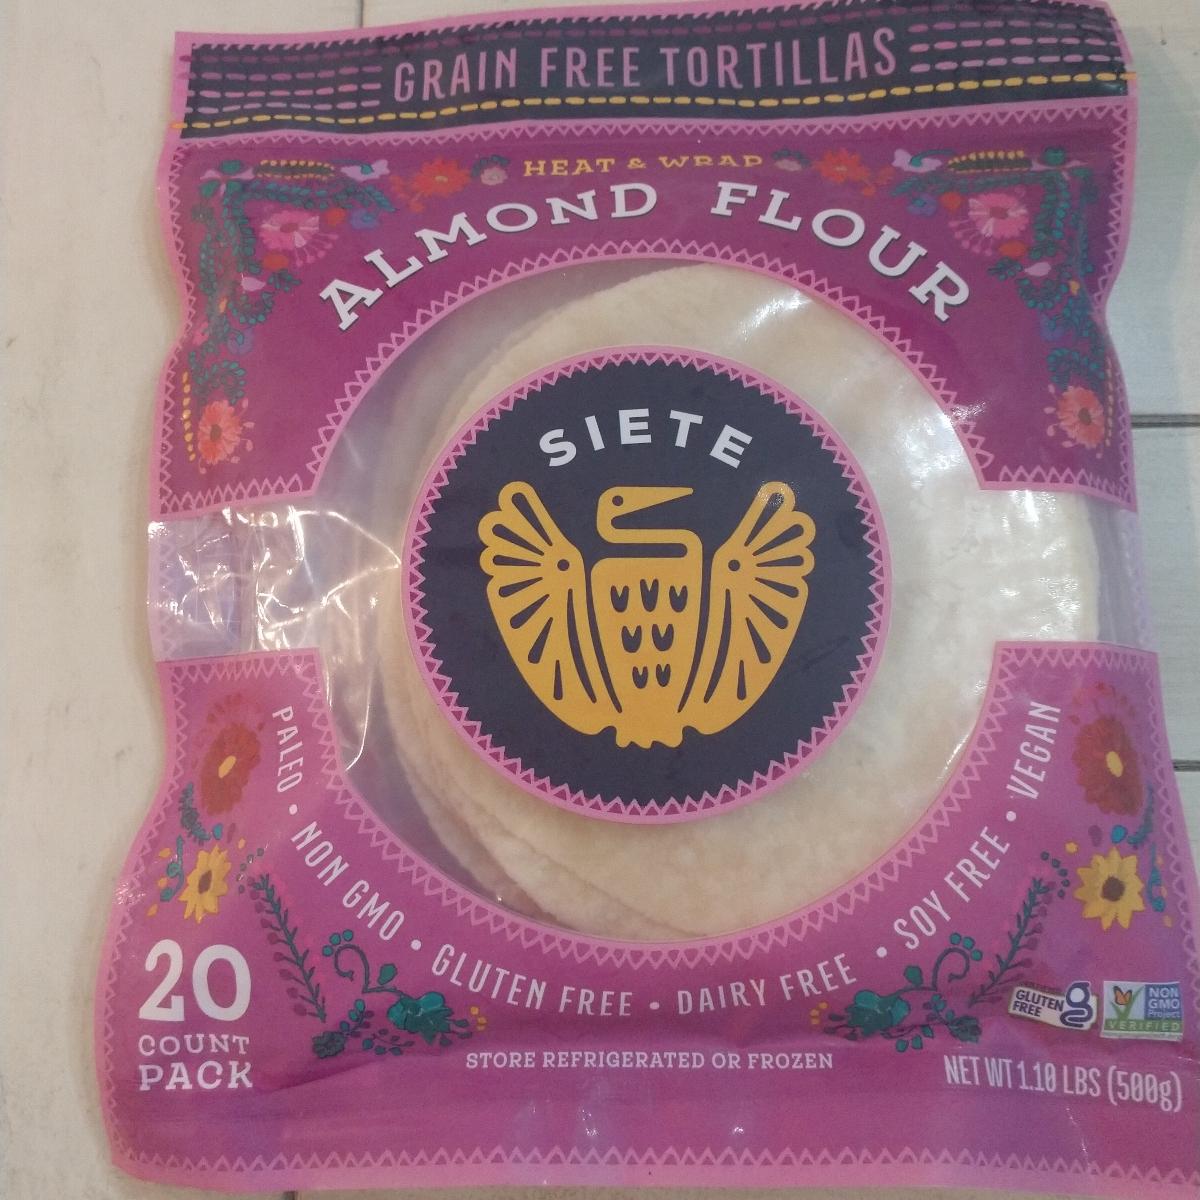 GRAIN FREE TORTILLAS
HEAT & WRAP
ALMOND FLOUR
SIETE
PALEO • NON GMO • GLUTEN FREE • DAIRY FREE • SOY FREE • VEGAN
20
COUNT
PACK
STORE REFRIGERATED OR FROZEN
GLUTEN
FREE
g
NON
GMO
Project
VERIFIED
NET WT 1.10 LBS (500g)